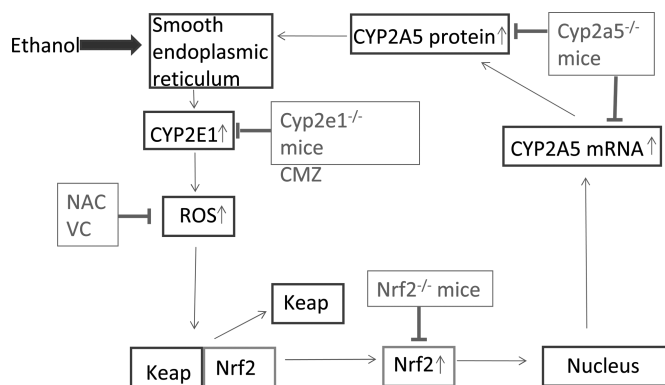 Ethanol
Smooth
endoplasmic
reticulum
CYP2A5 protein↑
Cyp2a5-/-
mice
CYP2E1↑
Cyp2e1-/-
mice
CMZ
CYP2A5 mRNA↑
NAC
VC
ROS↑
Keap
Nrf2-/- mice
Keap
Nrf2
Nrf2↑
Nucleus